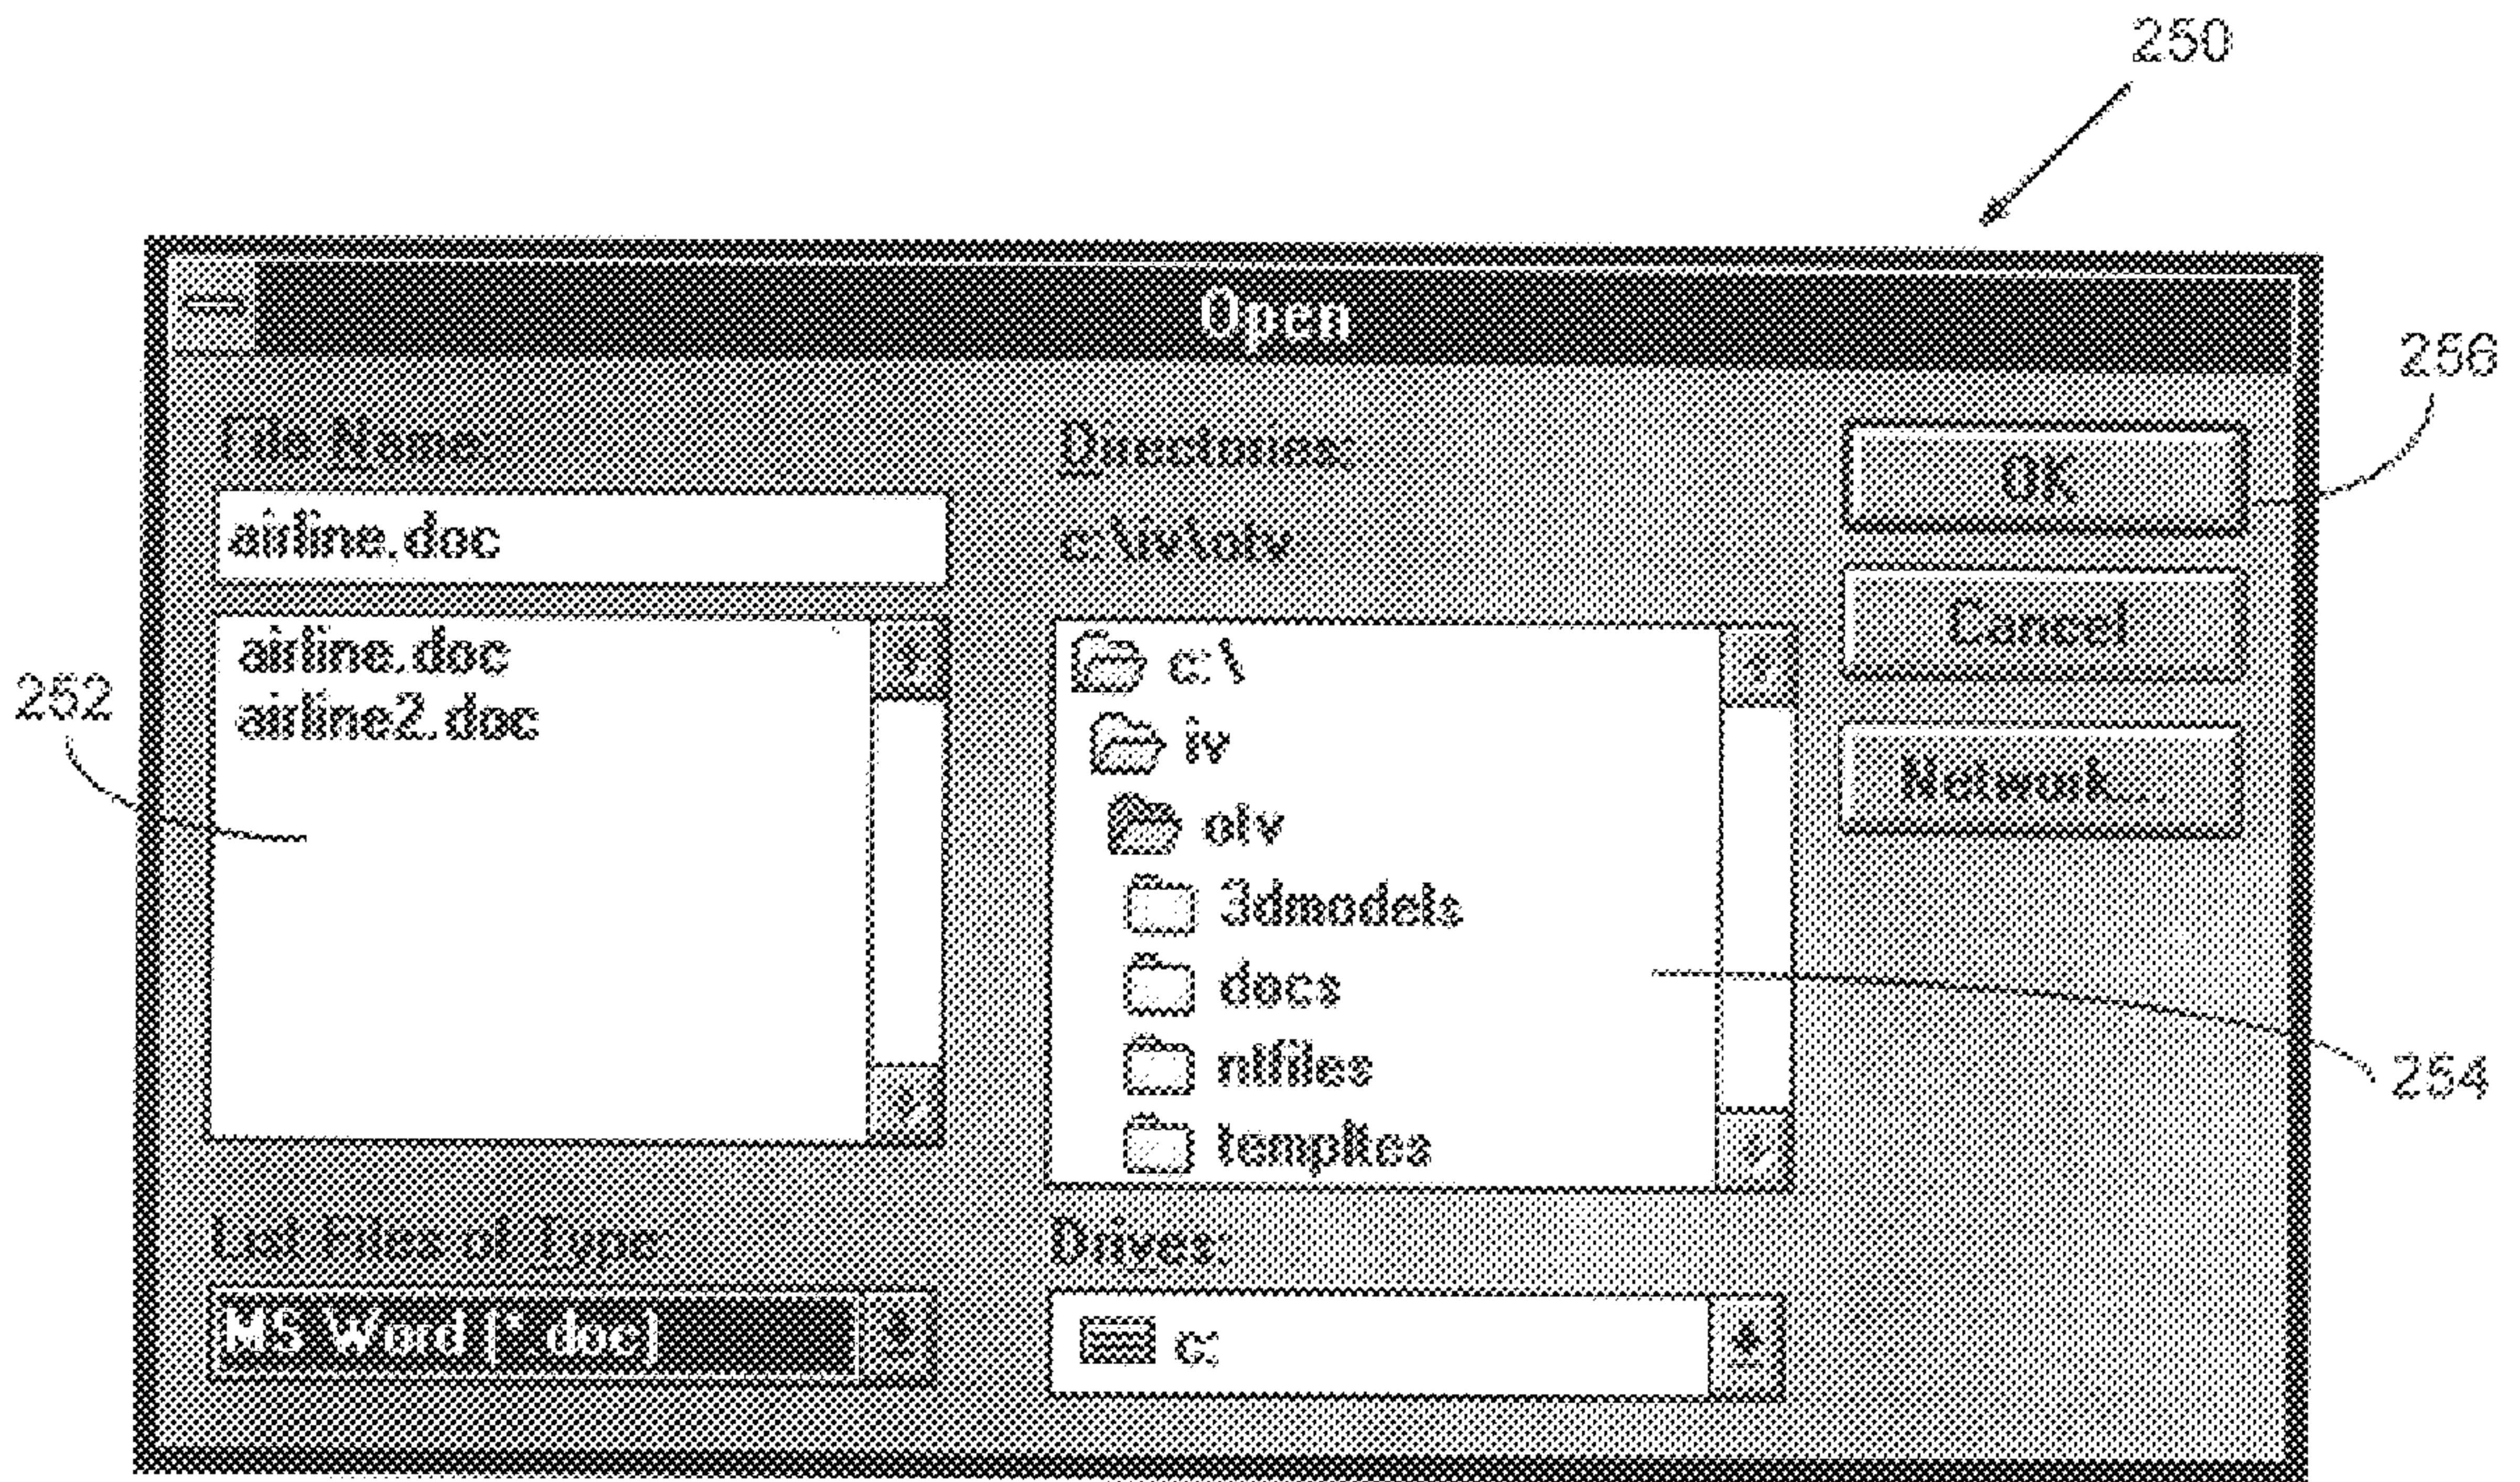 250
Open
256
File Name:
airline.doc
airline.doc
airline2.doc
252
Directories:
c:\iv\olv
c:\
iv
olv
3dmodels
docs
nlfiles
templtes
254
OK
Cancel
Network...
List Files of Type:
MS Word [*.doc]
Drives:
c: